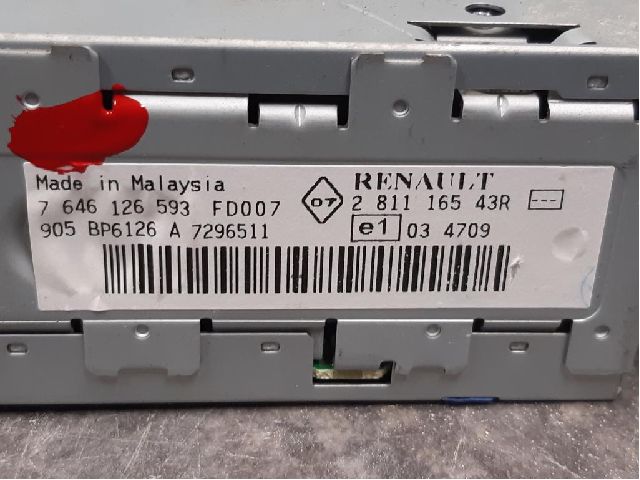 Made in Malaysia
7 646 126 593 FD007
905 BP6126 A 7296511
07
RENAULT
2 811 165 43R
e1 03 4709